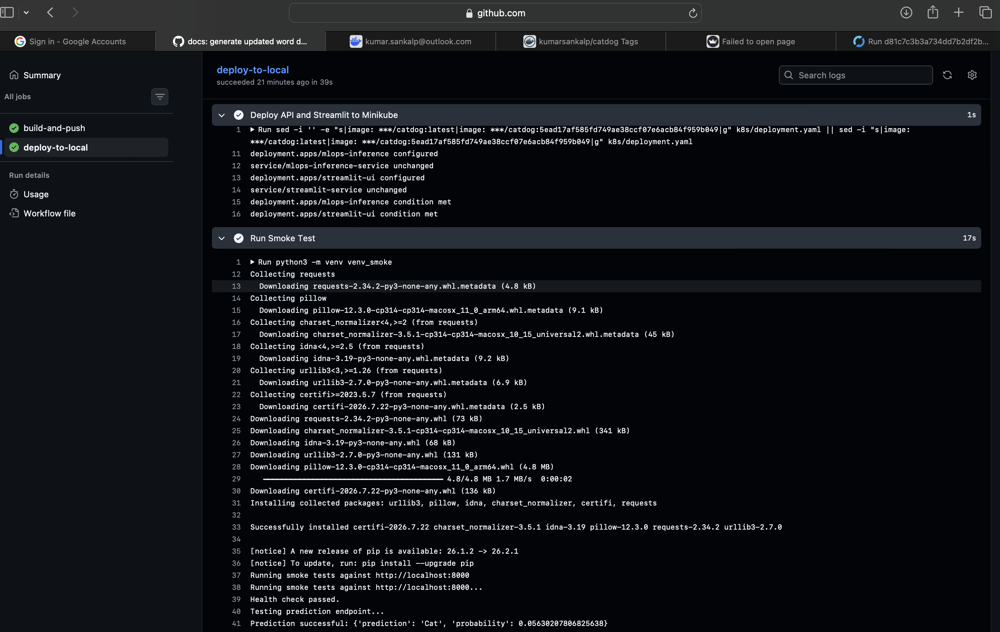 github.com
Sign in - Google Accounts
docs: generate updated word d...
kumar.sankalp@outlook.com
kumarsankalp/catdog Tags
Failed to open page
Run d81c7c3b3a734dd7b2df2b...
Summary
All jobs
build-and-push
deploy-to-local
Run details
Usage
Workflow file
deploy-to-local
succeeded 21 minutes ago in 39s
Search logs
Deploy API and Streamlit to Minikube 1s
1 Run sed -i '' -e "s|image: ***/catdog:latest|image: ***/catdog:5ead17af585fd749ae38ccf07e6acb84f959b049|g" k8s/deployment.yaml || sed -i "s|image:
***/catdog:latest|image: ***/catdog:5ead17af585fd749ae38ccf07e6acb84f959b049|g" k8s/deployment.yaml
11 deployment.apps/mlops-inference configured
12 service/mlops-inference-service unchanged
13 deployment.apps/streamlit-ui configured
14 service/streamlit-service unchanged
15 deployment.apps/mlops-inference condition met
16 deployment.apps/streamlit-ui condition met
Run Smoke Test 17s
1 Run python3 -m venv venv_smoke
12 Collecting requests
13 Downloading requests-2.34.2-py3-none-any.whl.metadata (4.8 kB)
14 Collecting pillow
15 Downloading pillow-12.3.0-cp314-cp314-macosx_11_0_arm64.whl.metadata (9.1 kB)
16 Collecting charset_normalizer<4,>=2 (from requests)
17 Downloading charset_normalizer-3.5.1-cp314-cp314-macosx_10_15_universal2.whl.metadata (45 kB)
18 Collecting idna<4,>=2.5 (from requests)
19 Downloading idna-3.19-py3-none-any.whl.metadata (9.2 kB)
20 Collecting urllib3<3,>=1.26 (from requests)
21 Downloading urllib3-2.7.0-py3-none-any.whl.metadata (6.9 kB)
22 Collecting certifi>=2023.5.7 (from requests)
23 Downloading certifi-2026.7.22-py3-none-any.whl.metadata (2.5 kB)
24 Downloading requests-2.34.2-py3-none-any.whl (73 kB)
25 Downloading charset_normalizer-3.5.1-cp314-cp314-macosx_10_15_universal2.whl (341 kB)
26 Downloading idna-3.19-py3-none-any.whl (68 kB)
27 Downloading urllib3-2.7.0-py3-none-any.whl (131 kB)
28 Downloading pillow-12.3.0-cp314-cp314-macosx_11_0_arm64.whl (4.8 MB)
29 4.8/4.8 MB 1.7 MB/s 0:00:02
30 Downloading certifi-2026.7.22-py3-none-any.whl (136 kB)
31 Installing collected packages: urllib3, pillow, idna, charset_normalizer, certifi, requests
32
33 Successfully installed certifi-2026.7.22 charset_normalizer-3.5.1 idna-3.19 pillow-12.3.0 requests-2.34.2 urllib3-2.7.0
34
35 [notice] A new release of pip is available: 26.1.2 -> 26.2.1
36 [notice] To update, run: pip install --upgrade pip
37 Running smoke tests against http://localhost:8000
38 Running smoke tests against http://localhost:8000...
39 Health check passed.
40 Testing prediction endpoint...
41 Prediction successful: {'prediction': 'Cat', 'probability': 0.05630207806825638}